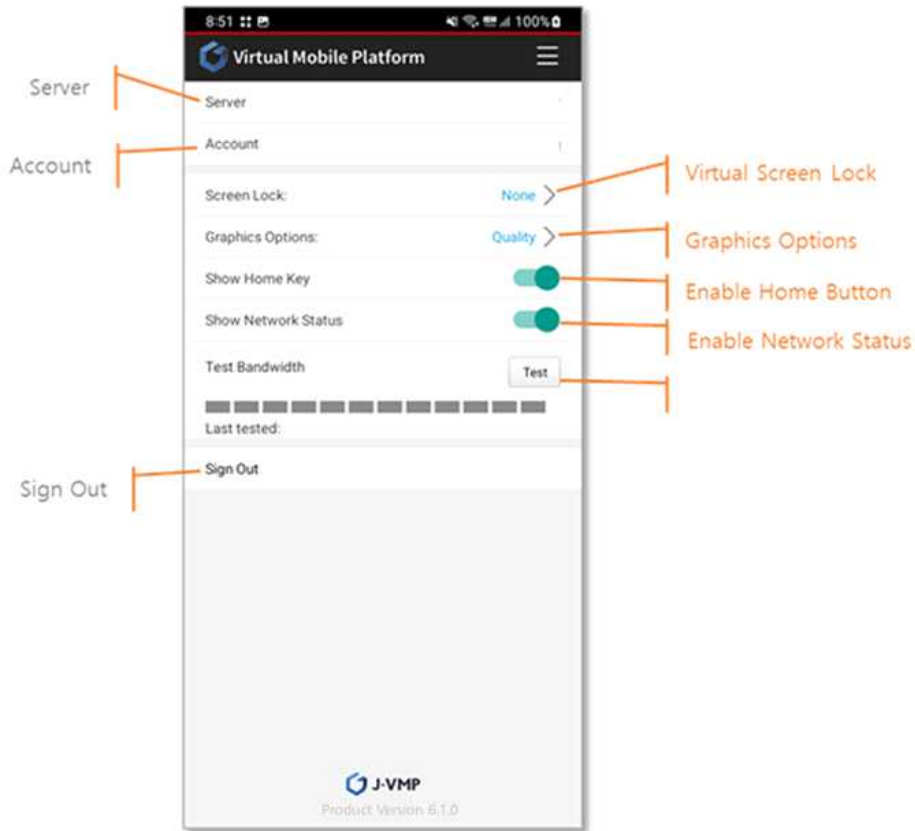 8:51 100%
Virtual Mobile Platform
Server
Server
Account
Account
Screen Lock: None
Virtual Screen Lock
Graphics Options: Quality
Graphics Options
Show Home Key
Enable Home Button
Show Network Status
Enable Network Status
Test Bandwidth Test
Last tested:
Sign Out
Sign Out
J-VMP
Product Version 6.1.0